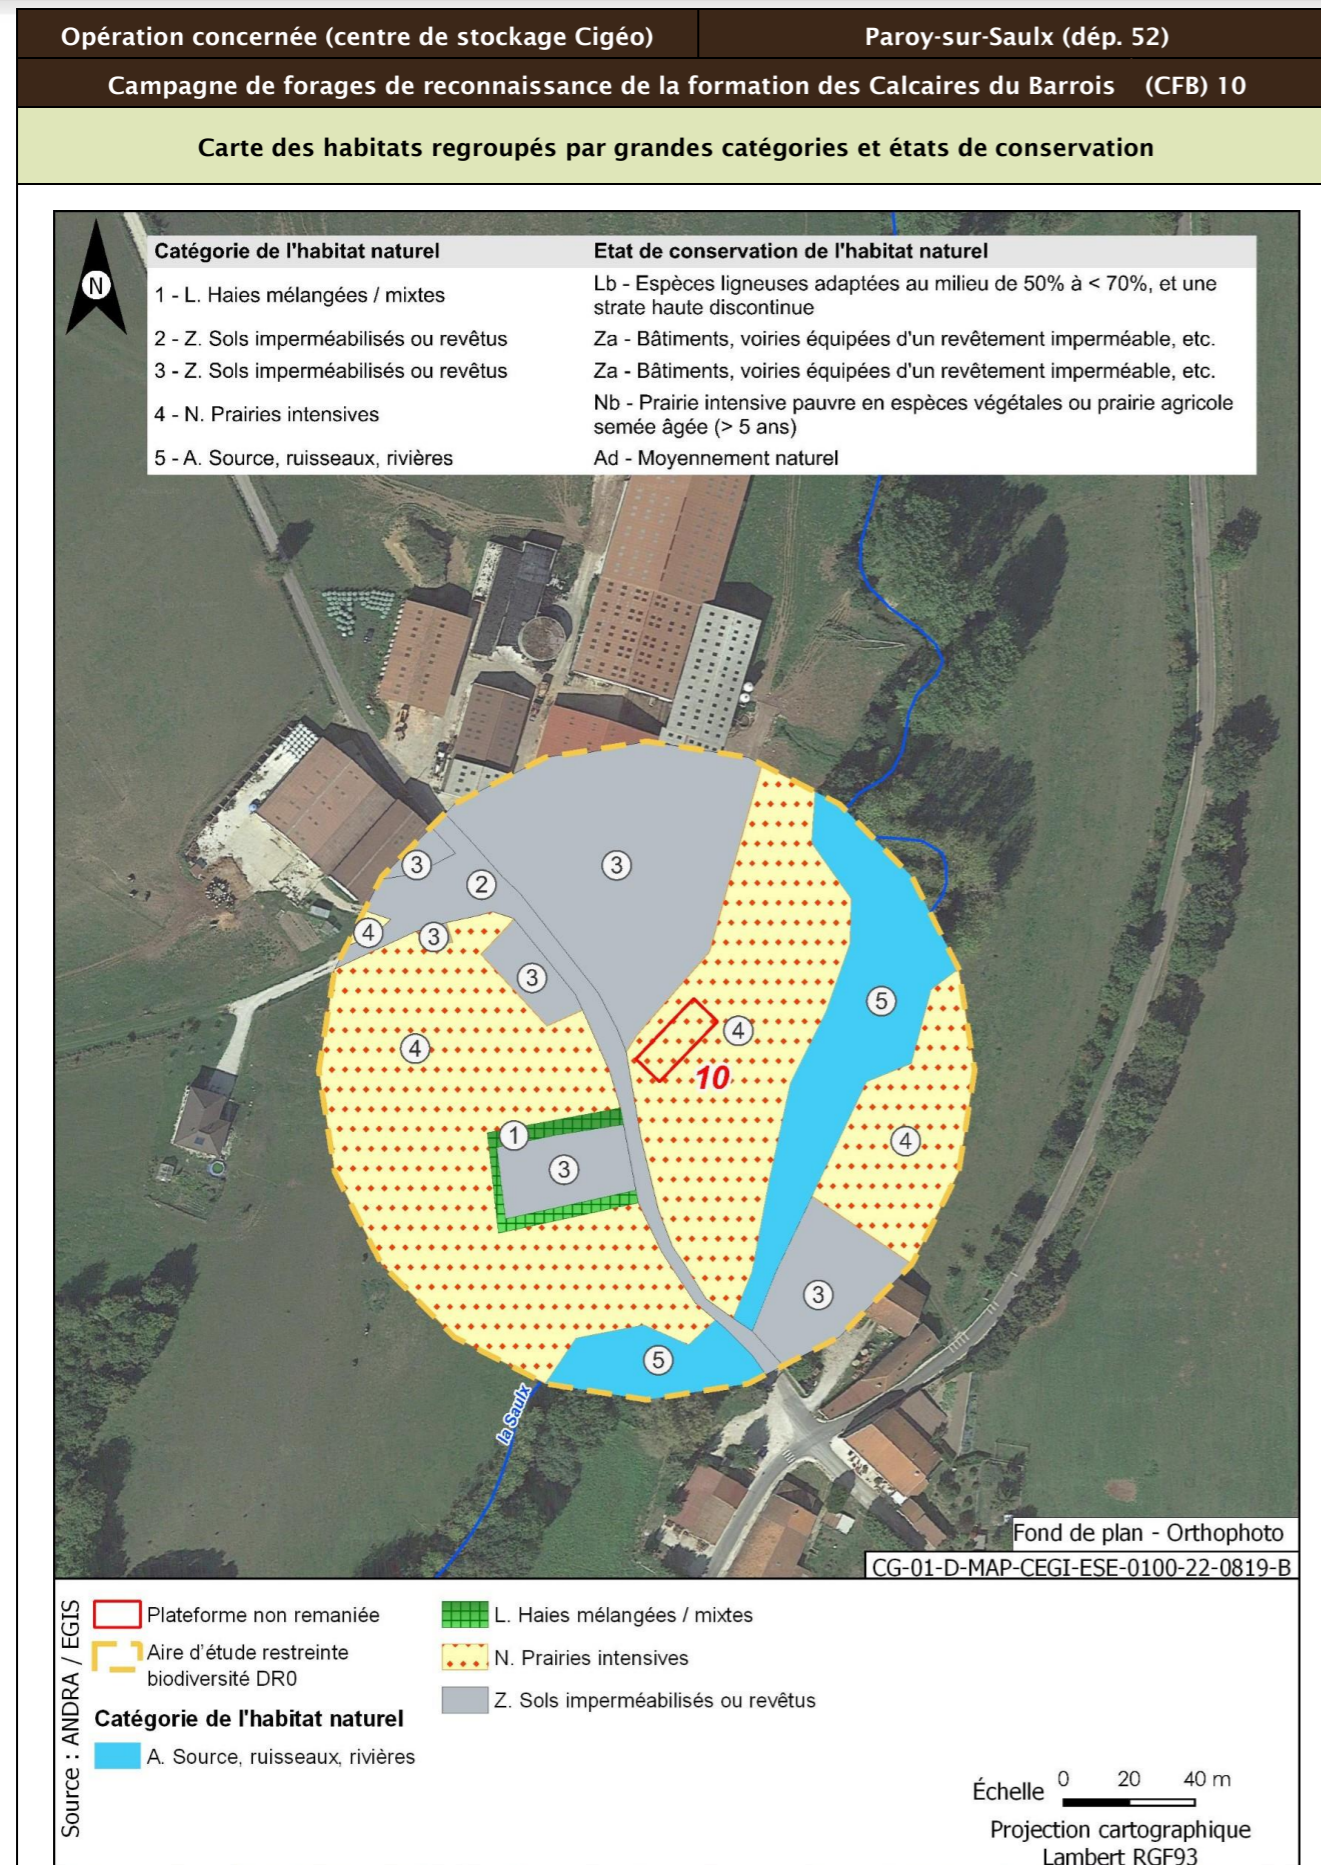 Opération concernée (centre de stockage Cigéo) Paroy-sur-Saulx (dép. 52)
Campagne de forages de reconnaissance de la formation des Calcaires du Barrois (CFB) 10
Carte des habitats regroupés par grandes catégories et états de conservation
N
Catégorie de l'habitat naturel Etat de conservation de l'habitat naturel
1 - L. Haies mélangées / mixtes Lb - Espèces ligneuses adaptées au milieu de 50% à < 70%, et une
strate haute discontinue
2 - Z. Sols imperméabilisés ou revêtus Za - Bâtiments, voiries équipées d'un revêtement imperméable, etc.
3 - Z. Sols imperméabilisés ou revêtus Za - Bâtiments, voiries équipées d'un revêtement imperméable, etc.
4 - N. Prairies intensives Nb - Prairie intensive pauvre en espèces végétales ou prairie agricole
semée âgée (> 5 ans)
5 - A. Source, ruisseaux, rivières Ad - Moyennement naturel
3
3
2
4
3
3
5
4
4
10
1
4
3
3
5
la Saulx
Fond de plan - Orthophoto
CG-01-D-MAP-CEGI-ESE-0100-22-0819-B
Source : ANDRA / EGIS
Plateforme non remaniée
Aire d'étude restreinte
biodiversité DR0
Catégorie de l'habitat naturel
A. Source, ruisseaux, rivières
L. Haies mélangées / mixtes
N. Prairies intensives
Z. Sols imperméabilisés ou revêtus
Échelle 0 20 40 m
Projection cartographique
Lambert RGF93